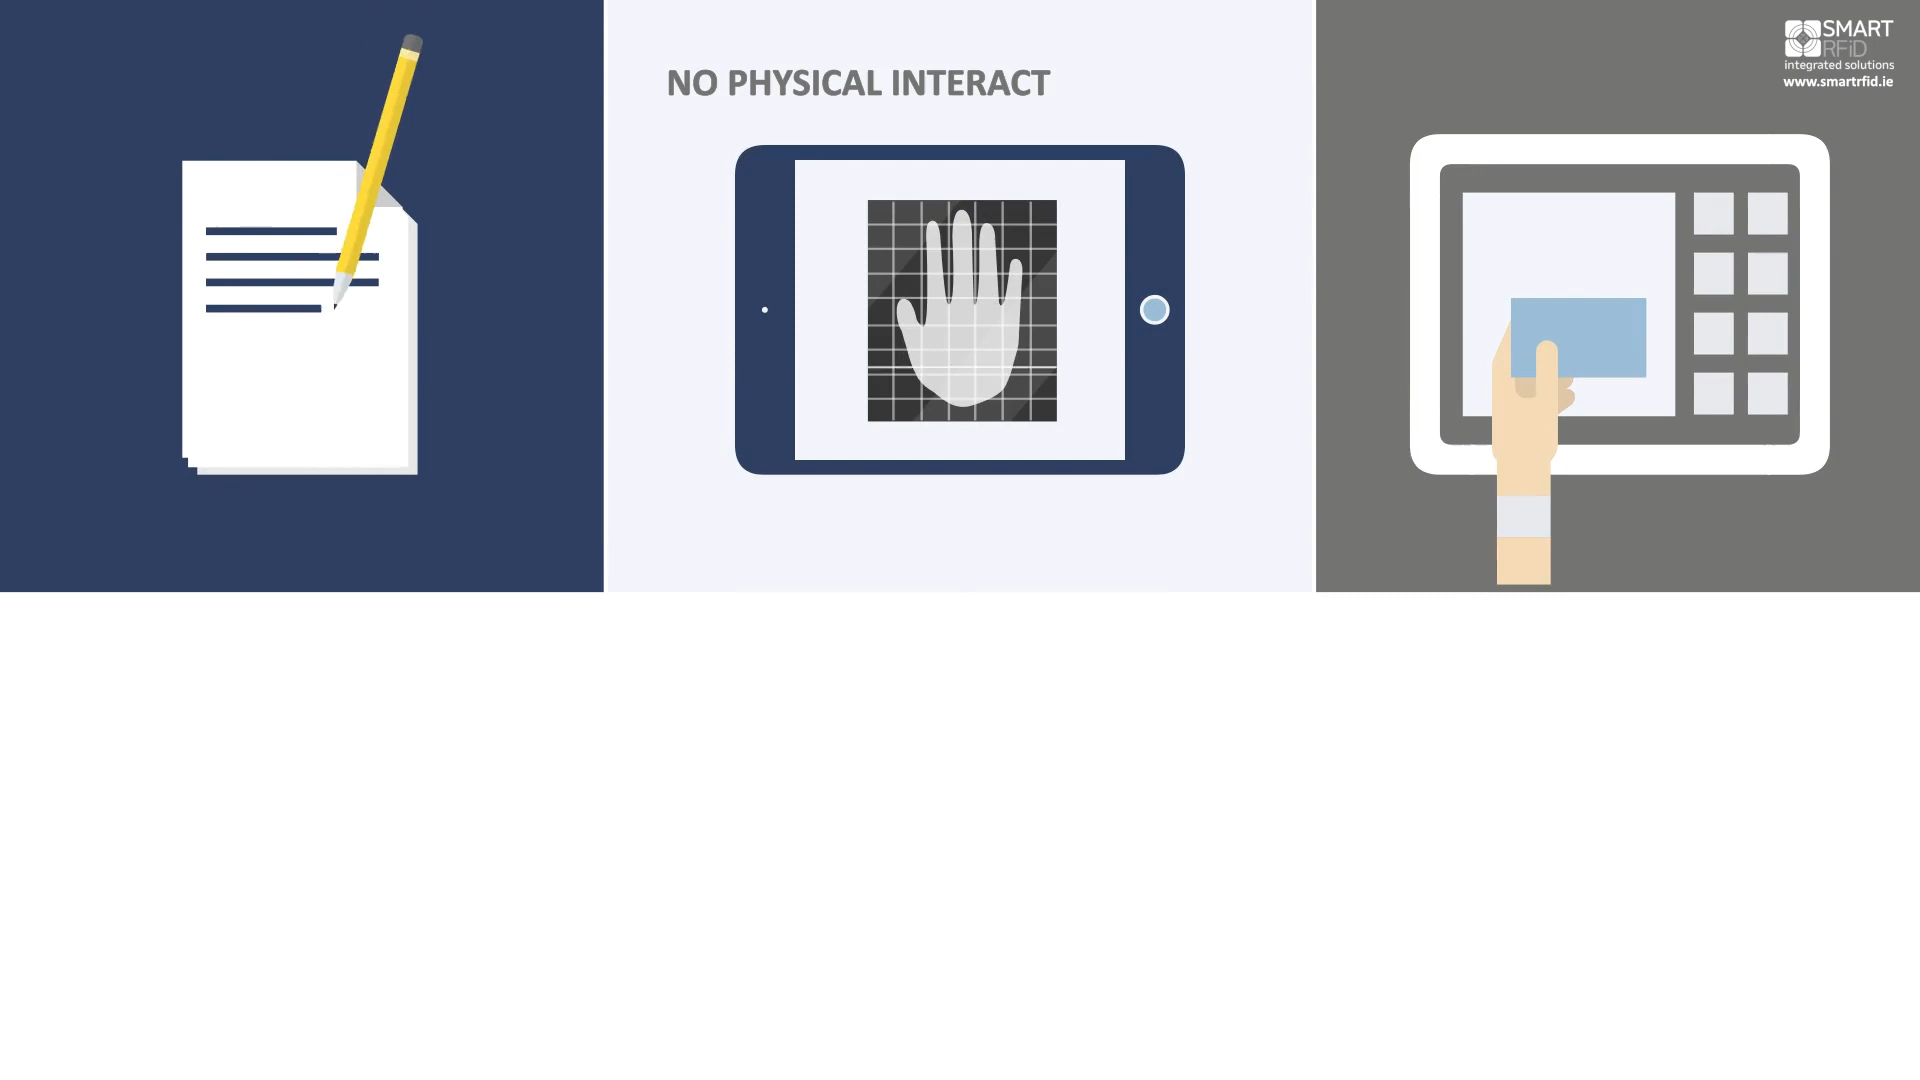 NO PHYSICAL INTERACT
SMART
RFiD
integrated solutions
www.smartrfid.ie